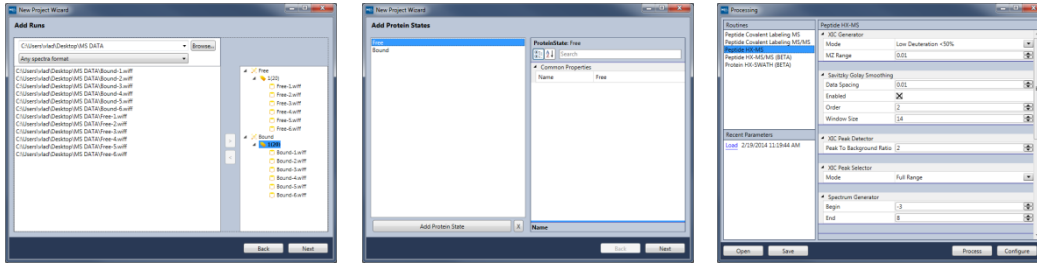 New Project Wizard
Add Runs
C:\Users\vlad\Desktop\MS DATA
Browse..
Any spectra format
C:\Users\vlad\Desktop\MS DATA\Bound-1.wiff
C:\Users\vlad\Desktop\MS DATA\Bound-2.wiff
C:\Users\vlad\Desktop\MS DATA\Bound-3.wiff
C:\Users\vlad\Desktop\MS DATA\Bound-4.wiff
C:\Users\vlad\Desktop\MS DATA\Bound-5.wiff
C:\Users\vlad\Desktop\MS DATA\Bound-6.wiff
C:\Users\vlad\Desktop\MS DATA\Free-1.wiff
C:\Users\vlad\Desktop\MS DATA\Free-2.wiff
C:\Users\vlad\Desktop\MS DATA\Free-3.wiff
C:\Users\vlad\Desktop\MS DATA\Free-4.wiff
C:\Users\vlad\Desktop\MS DATA\Free-5.wiff
C:\Users\vlad\Desktop\MS DATA\Free-6.wiff
Free
1(20)
Free-1.wiff
Free-2.wiff
Free-3.wiff
Free-4.wiff
Free-5.wiff
Free-6.wiff
Bound
1(20)
Bound-1.wiff
Bound-2.wiff
Bound-3.wiff
Bound-4.wiff
Bound-5.wiff
Bound-6.wiff
Back Next
New Project Wizard
Add Protein States
Free
Bound
Add Protein State X
ProteinState: Free
Search
Common Properties
Name Free
Name
Back Next
Processing
Routines
Peptide Covalent Labeling MS
Peptide Covalent Labeling MS/MS
Peptide HX-MS
Peptide HX-MS/MS (BETA)
Protein HX-SWATH (BETA)
Recent Parameters
Load 2/19/2014 11:19:44 AM
Peptide HX-MS
XIC Generator
Mode Low Deuteration <50%
MZ Range 0.01
Savitzky Golay Smoothing
Data Spacing 0.01
Enabled
Order 2
Window Size 14
XIC Peak Detector
Peak To Background Ratio 2
XIC Peak Selector
Mode Full Range
Spectrum Generator
Begin -3
End 8
Open Save Process Configure